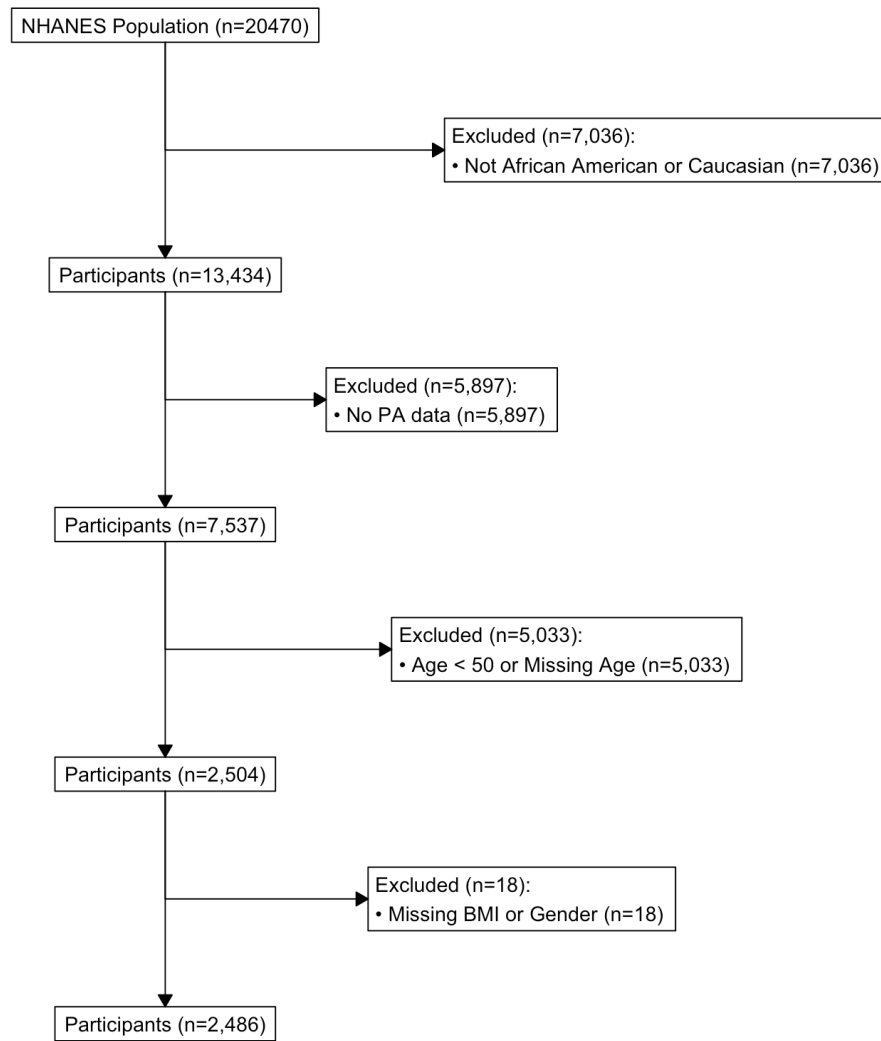 NHANES Population (n=20470)
Excluded (n=7,036):
• Not African American or Caucasian (n=7,036)
Participants (n=13,434)
Excluded (n=5,897):
• No PA data (n=5,897)
Participants (n=7,537)
Excluded (n=5,033):
• Age < 50 or Missing Age (n=5,033)
Participants (n=2,504)
Excluded (n=18):
• Missing BMI or Gender (n=18)
Participants (n=2,486)